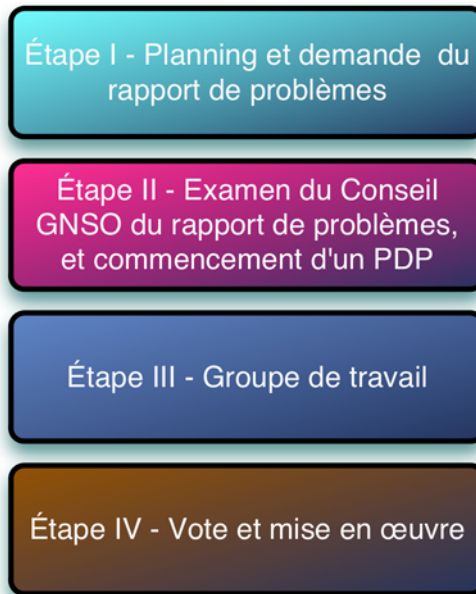 Étape I - Planning et demande du
rapport de problèmes
Étape II - Examen du Conseil
GNSO du rapport de problèmes,
et commencement d'un PDP
Étape III - Groupe de travail
Étape IV - Vote et mise en œuvre